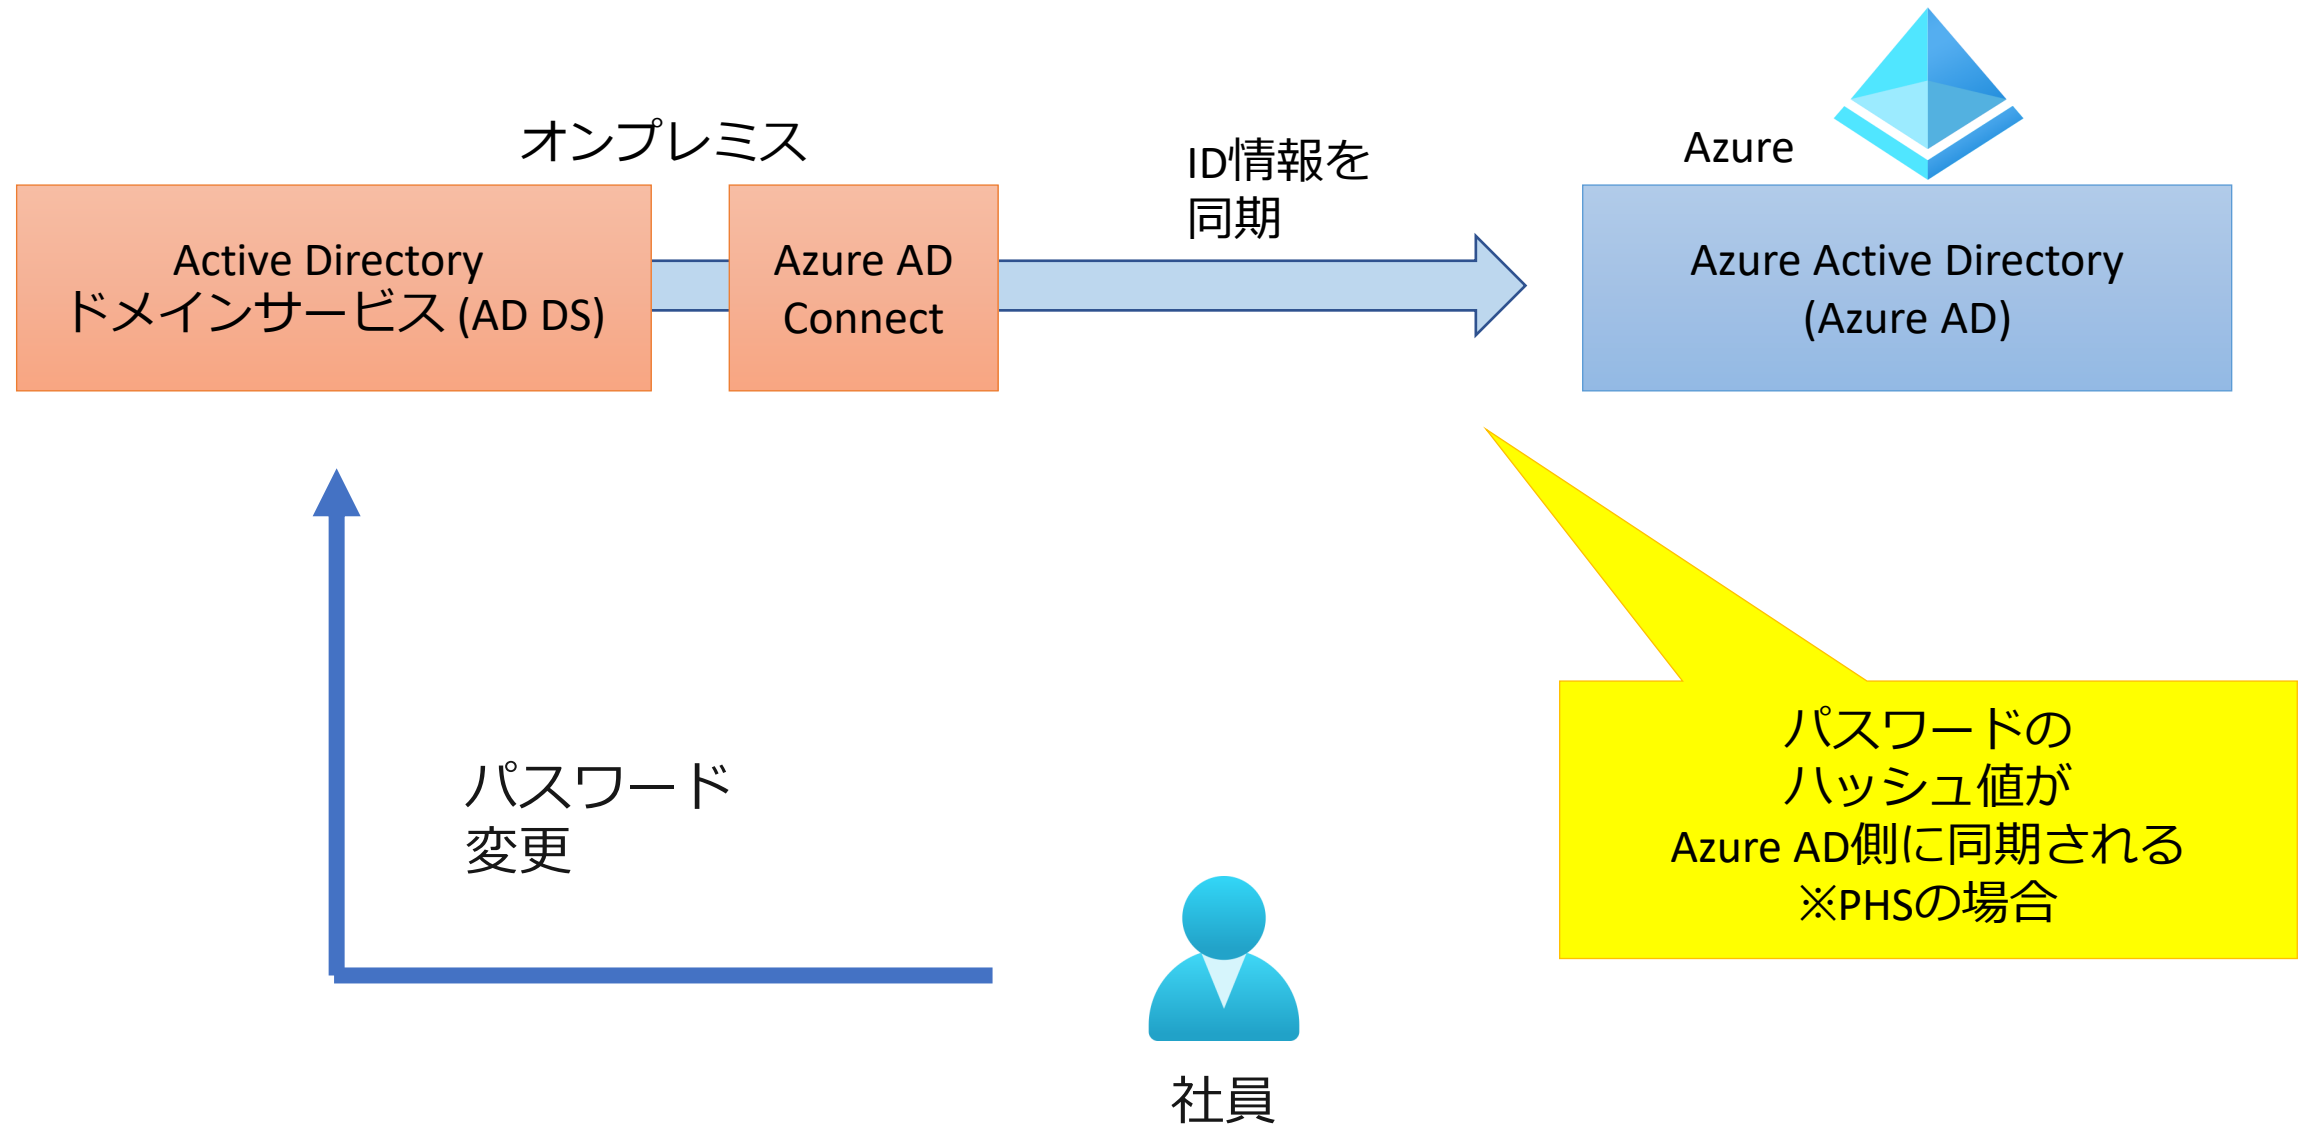 オンプレミス
Active Directory
ドメインサービス (AD DS)
Azure AD
Connect
ID情報を
同期
Azure
Azure Active Directory
(Azure AD)
パスワード
変更
社員
パスワードの
ハッシュ値が
Azure AD側に同期される
※PHSの場合